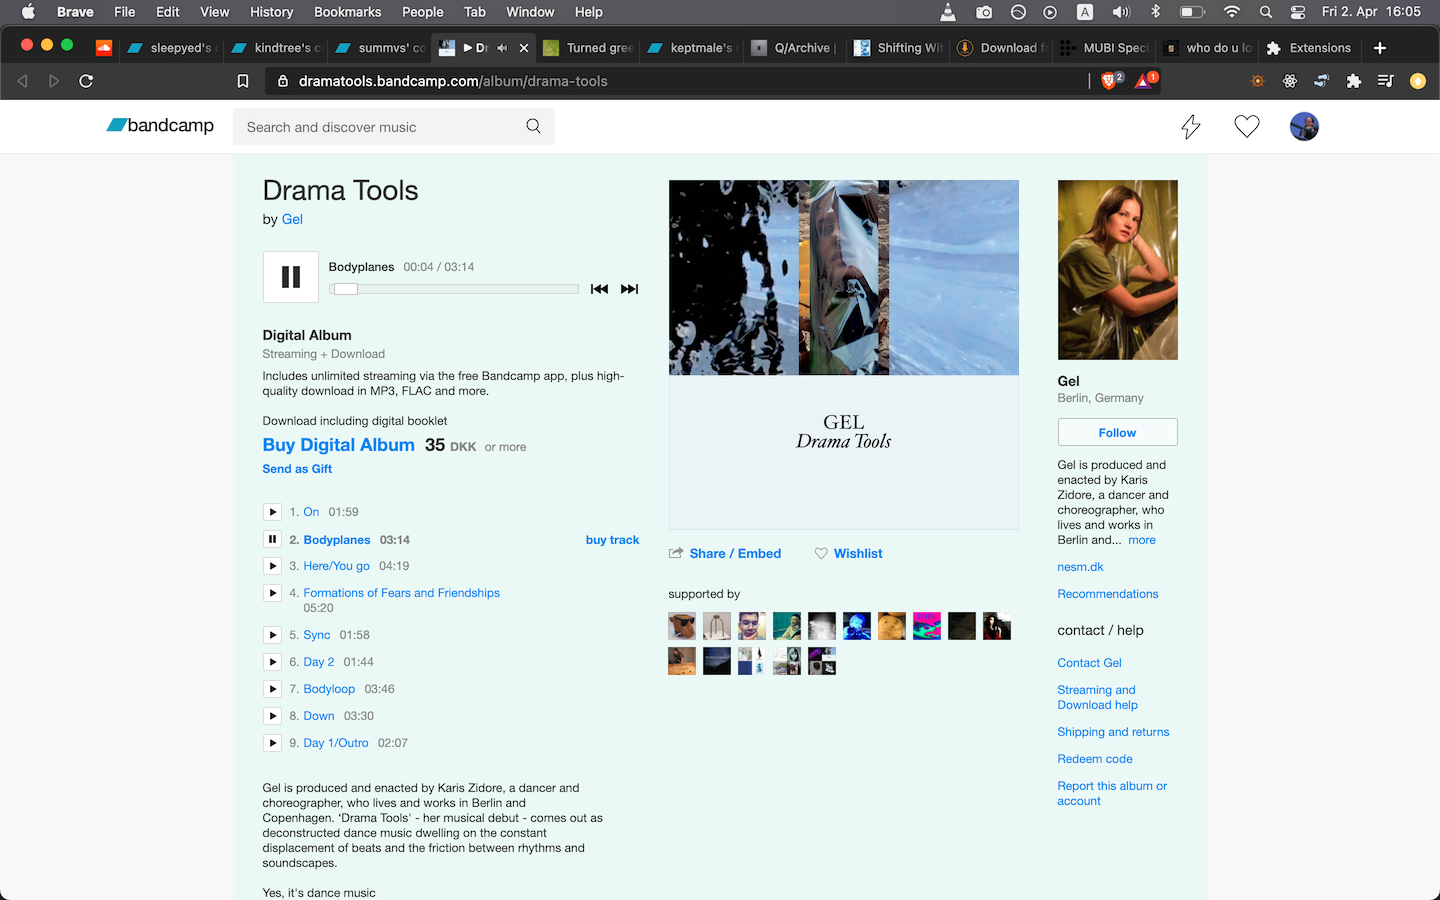 Brave File Edit View History Bookmarks People Tab Window Help A Fri 2. Apr 16:05
sleepyed's kindtree's c summvs' co Dr Turned gree keptmale's Q/Archive | Shifting Wit Download f MUBI Speci who do u lo Extensions
dramatools.bandcamp.com/album/drama-tools 2 1
bandcamp Search and discover music
Drama Tools
by Gel
Bodyplanes 00:04 / 03:14
Digital Album
Streaming + Download
Includes unlimited streaming via the free Bandcamp app, plus high-
quality download in MP3, FLAC and more.
Download including digital booklet
Buy Digital Album 35 DKK or more
Send as Gift
1. On 01:59
2. Bodyplanes 03:14 buy track
3. Here/You go 04:19
4. Formations of Fears and Friendships
05:20
5. Sync 01:58
6. Day 2 01:44
7. Bodyloop 03:46
8. Down 03:30
9. Day 1/Outro 02:07
Gel is produced and enacted by Karis Zidore, a dancer and
choreographer, who lives and works in Berlin and
Copenhagen. ‘Drama Tools' - her musical debut - comes out as
deconstructed dance music dwelling on the constant
displacement of beats and the friction between rhythms and
soundscapes.
Yes, it's dance music
GEL
Drama Tools
Share / Embed Wishlist
supported by
Gel
Berlin, Germany
Follow
Gel is produced and
enacted by Karis
Zidore, a dancer and
choreographer, who
lives and works in
Berlin and... more
nesm.dk
Recommendations
contact / help
Contact Gel
Streaming and
Download help
Shipping and returns
Redeem code
Report this album or
account